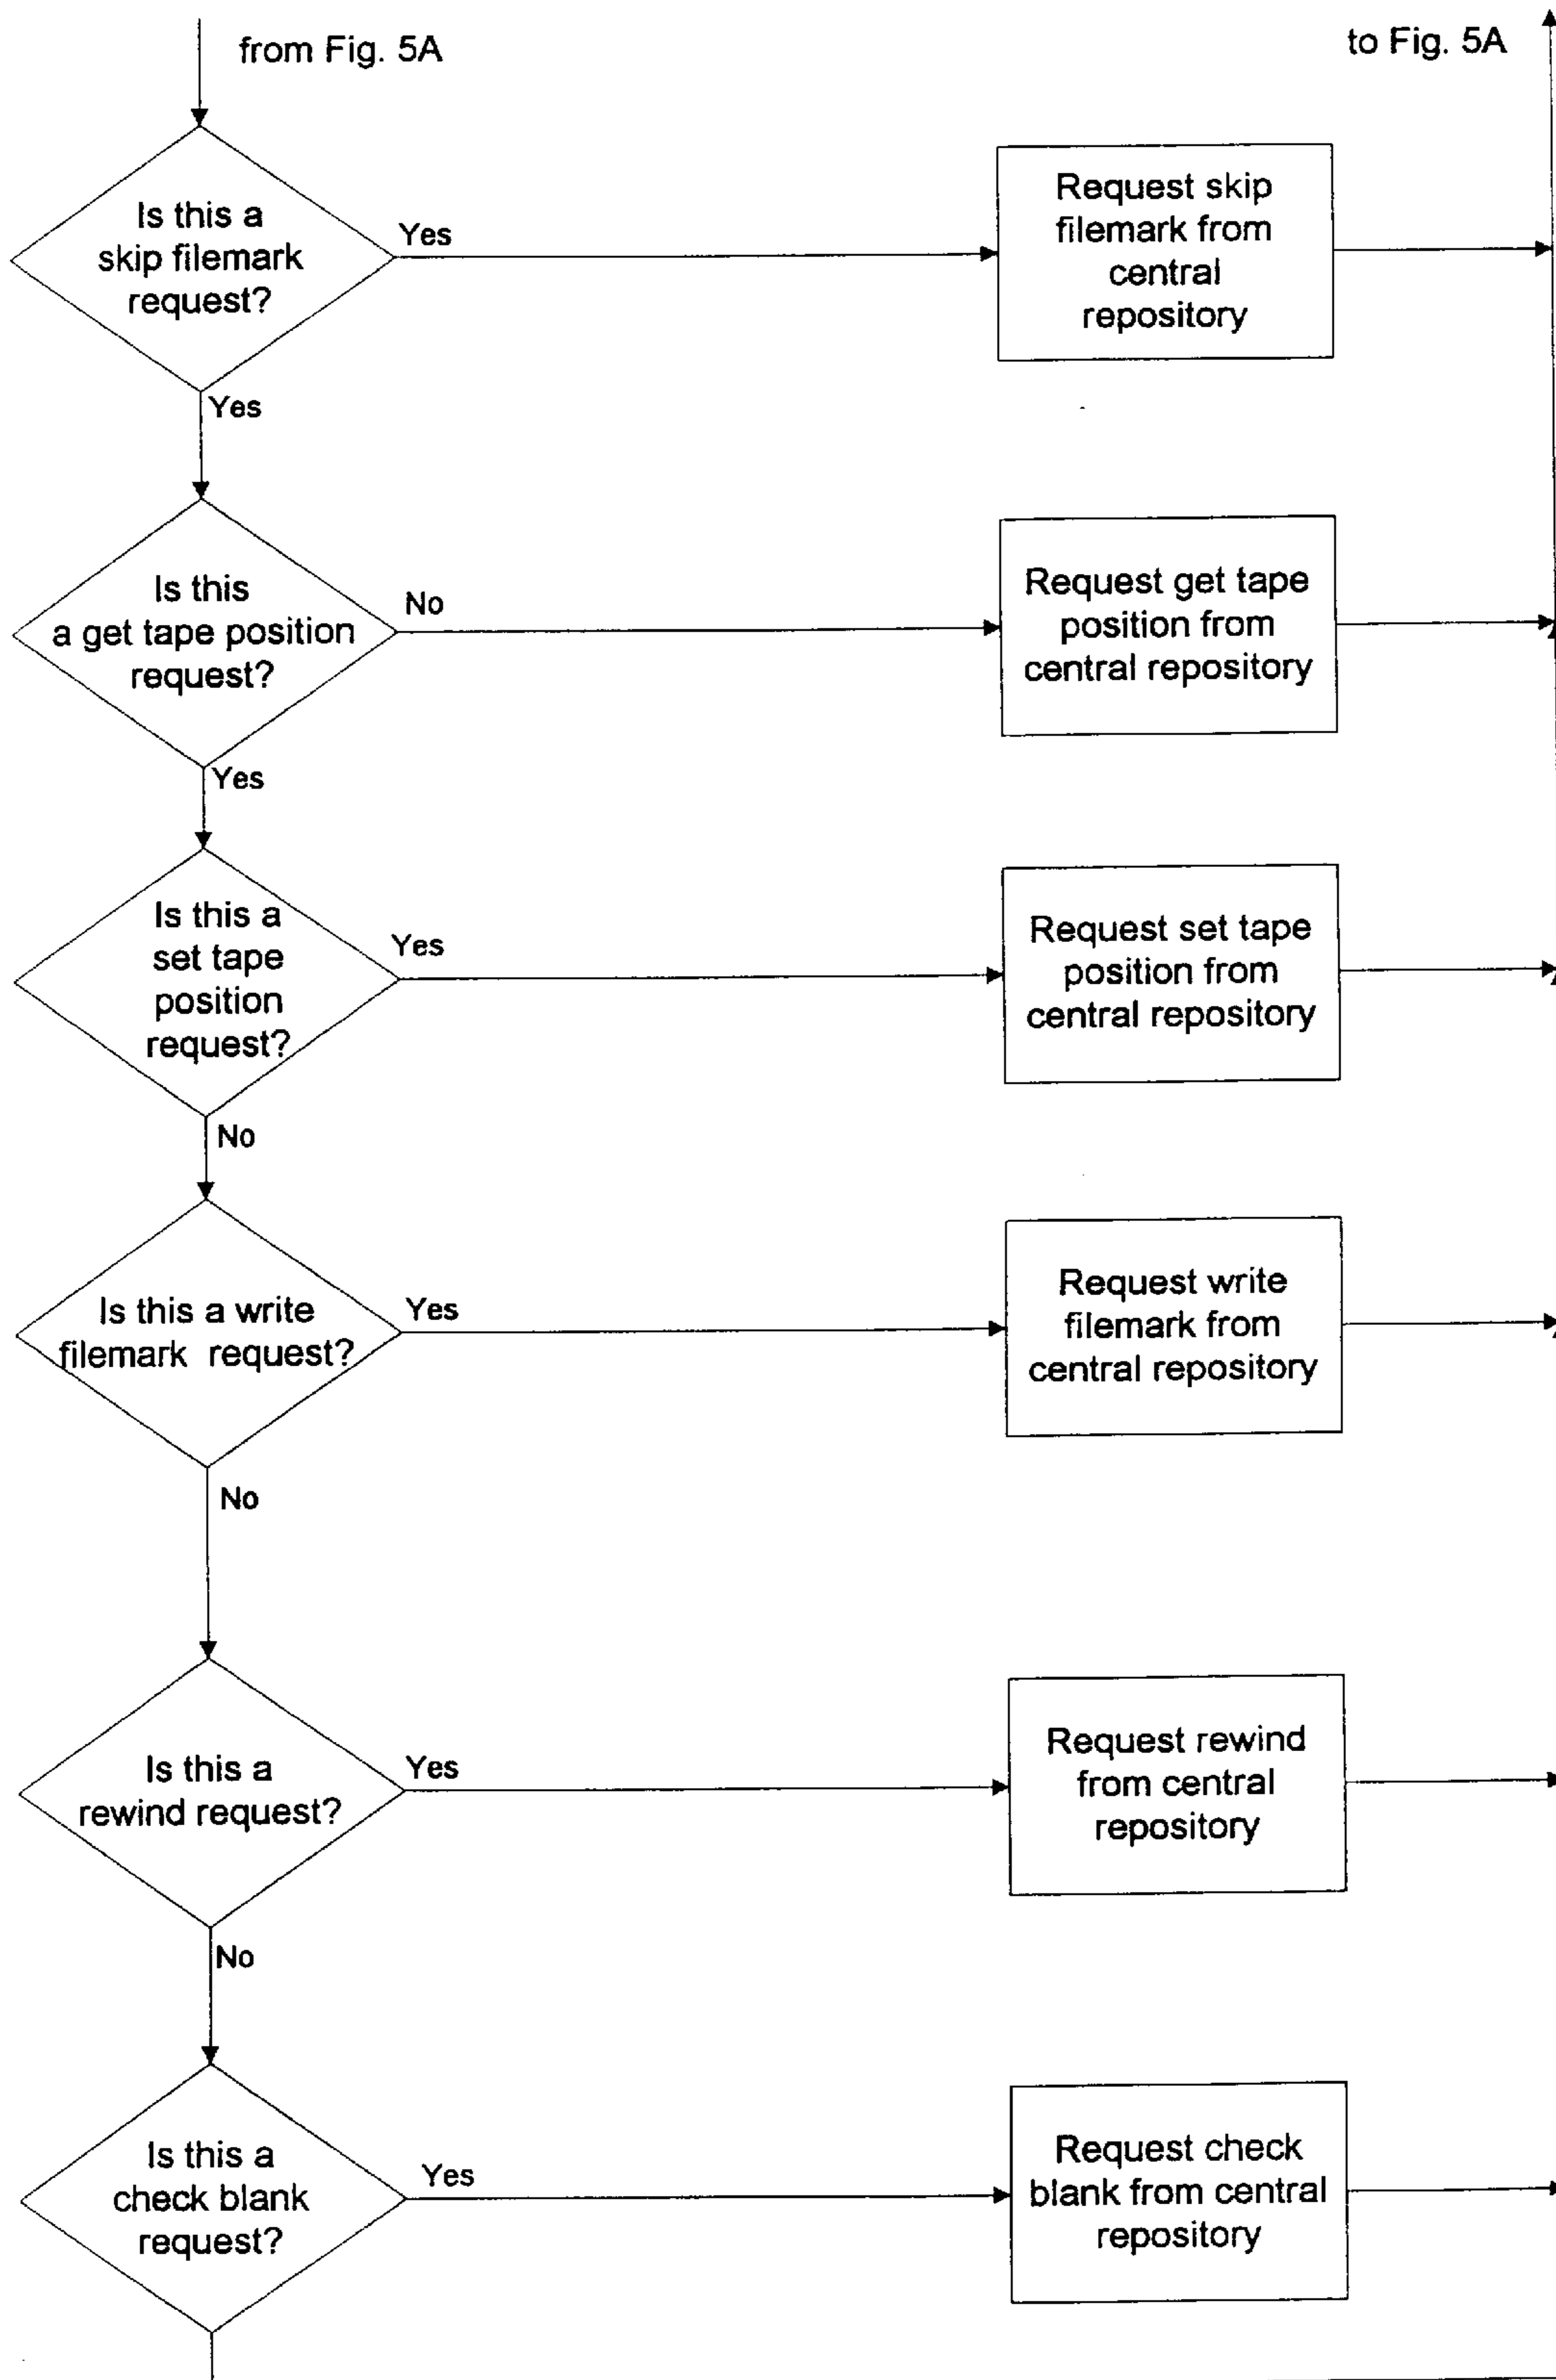 from Fig. 5A
to Fig. 5A
Is this a
skip filemark
request?
Yes
Request skip
filemark from
central
repository
Yes
Is this
a get tape position
request?
No
Request get tape
position from
central repository
Yes
Is this a
set tape
position
request?
Yes
Request set tape
position from
central repository
No
Is this a write
filemark request?
Yes
Request write
filemark from
central repository
No
Is this a
rewind request?
Yes
Request rewind
from central
repository
No
Is this a
check blank
request?
Yes
Request check
blank from central
repository